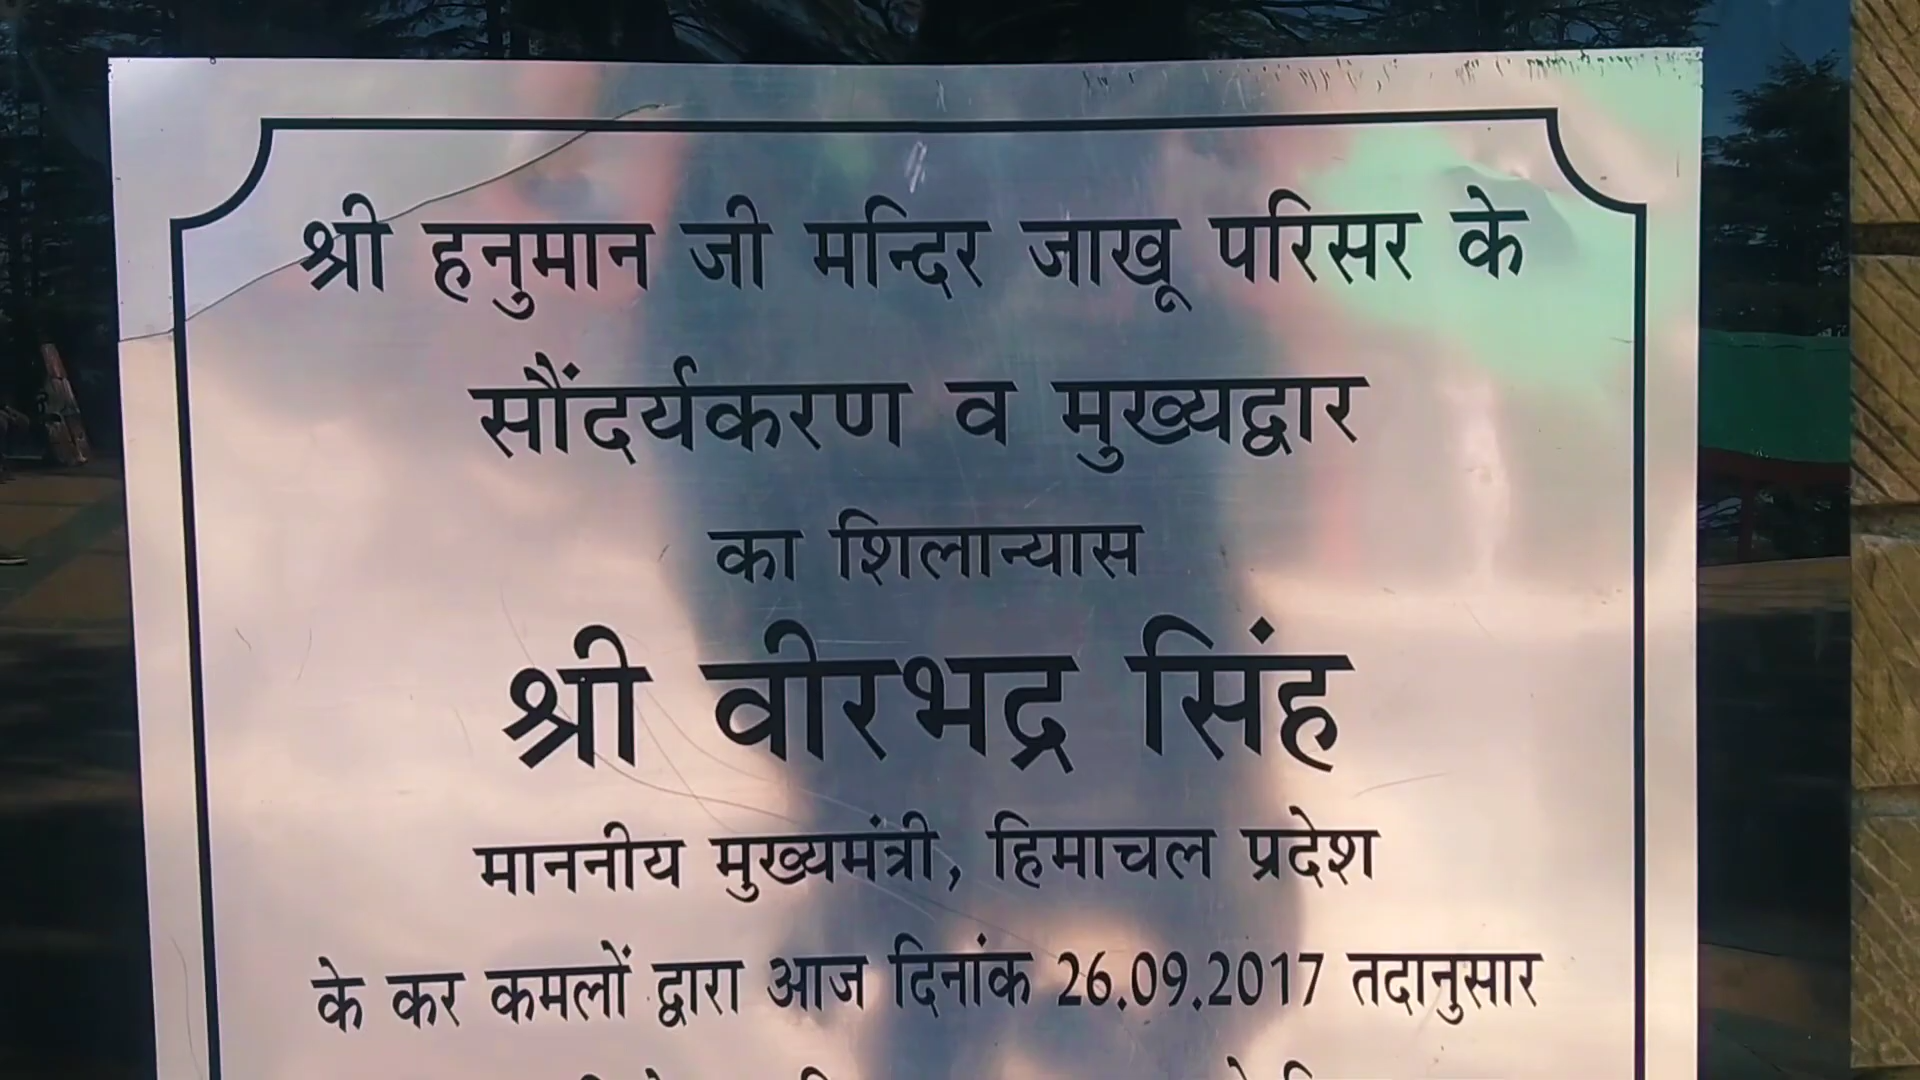 श्री हनुमान जी मन्दिर जाखू परिसर के
सौंदर्यकरण व मुख्यद्वार
का शिलान्यास
श्री वीरभद्र सिंह
माननीय मुख्यमंत्री, हिमाचल प्रदेश
के कर कमलों द्वारा आज दिनांक 26.09.2017 तदानुसार